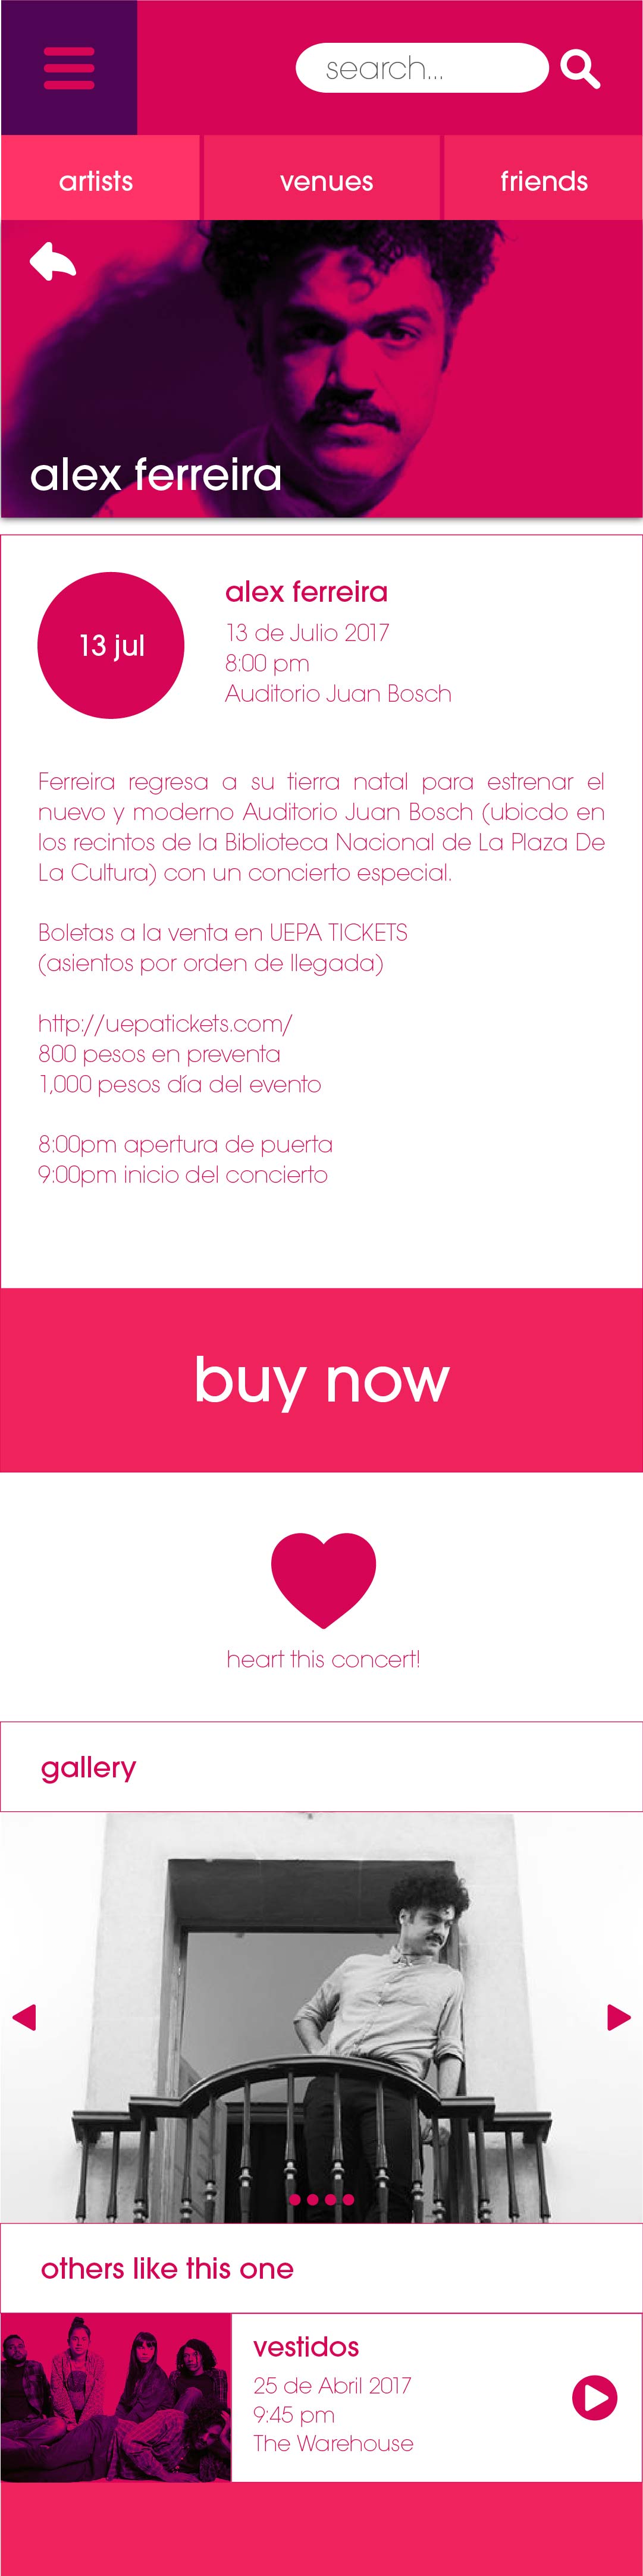 search...
artists
venues
friends
alex ferreira
13 jul
alex ferreira
13 de Julio 2017
8:00 pm
Auditorio Juan Bosch
Ferreira regresa a su tierra natal para estrenar el
nuevo y moderno Auditorio Juan Bosch (ubicdo en
los recintos de la Biblioteca Nacional de La Plaza De
La Cultura) con un concierto especial.
Boletas a la venta en UEPA TICKETS
(asientos por orden de llegada)
http://uepatickets.com/
800 pesos en preventa
1,000 pesos día del evento
8:00pm apertura de puerta
9:00pm inicio del concierto
buy now
heart this concert!
gallery
others like this one
vestidos
25 de Abril 2017
9:45 pm
The Warehouse